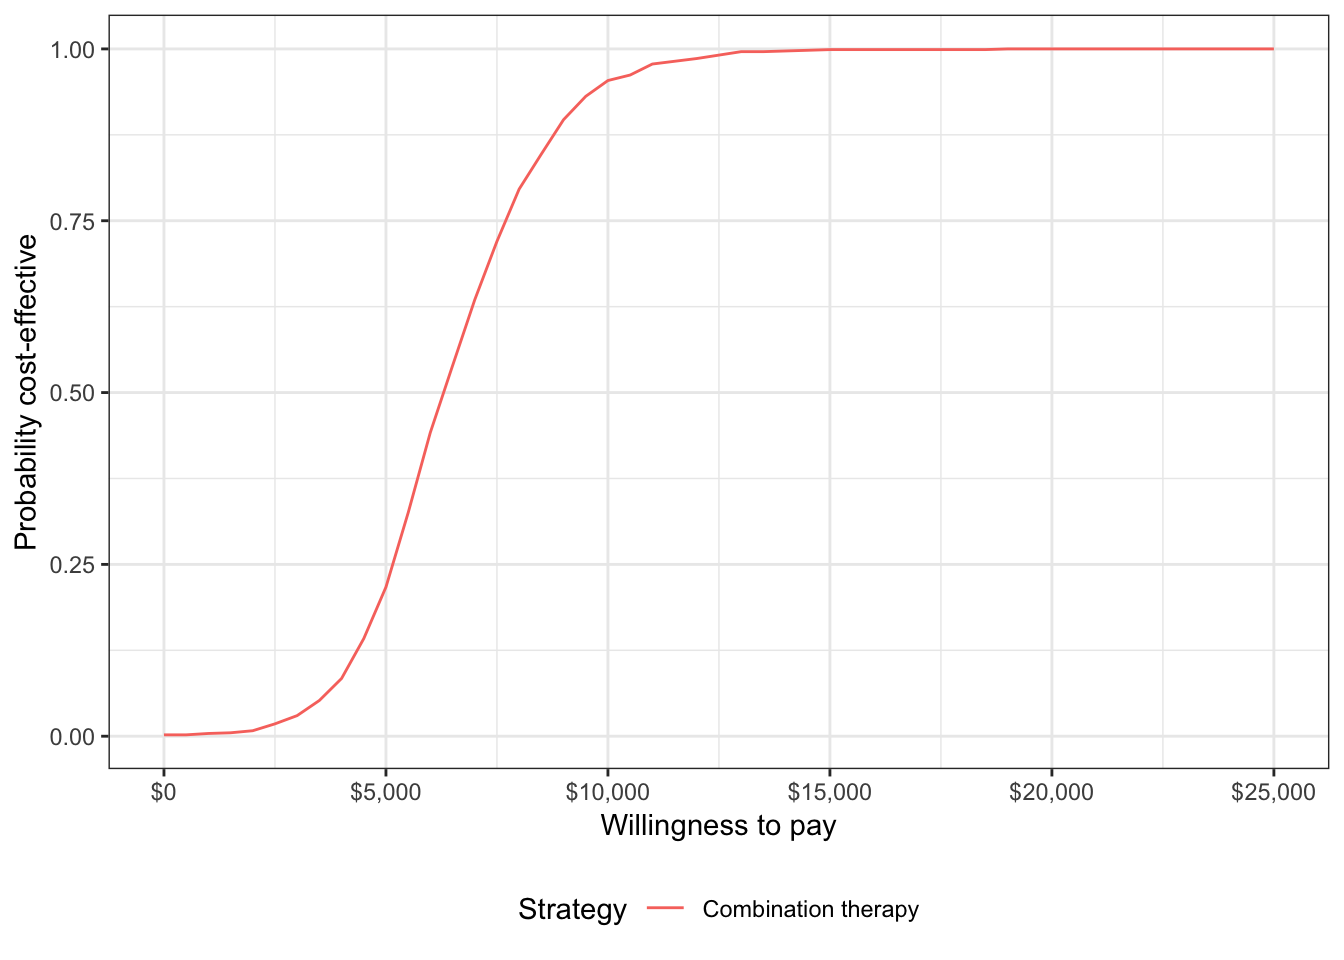 1.00
0.75
0.50
0.25
0.00
Probability cost-effective
$0 $5,000 $10,000 $15,000 $20,000 $25,000
Willingness to pay
Strategy Combination therapy